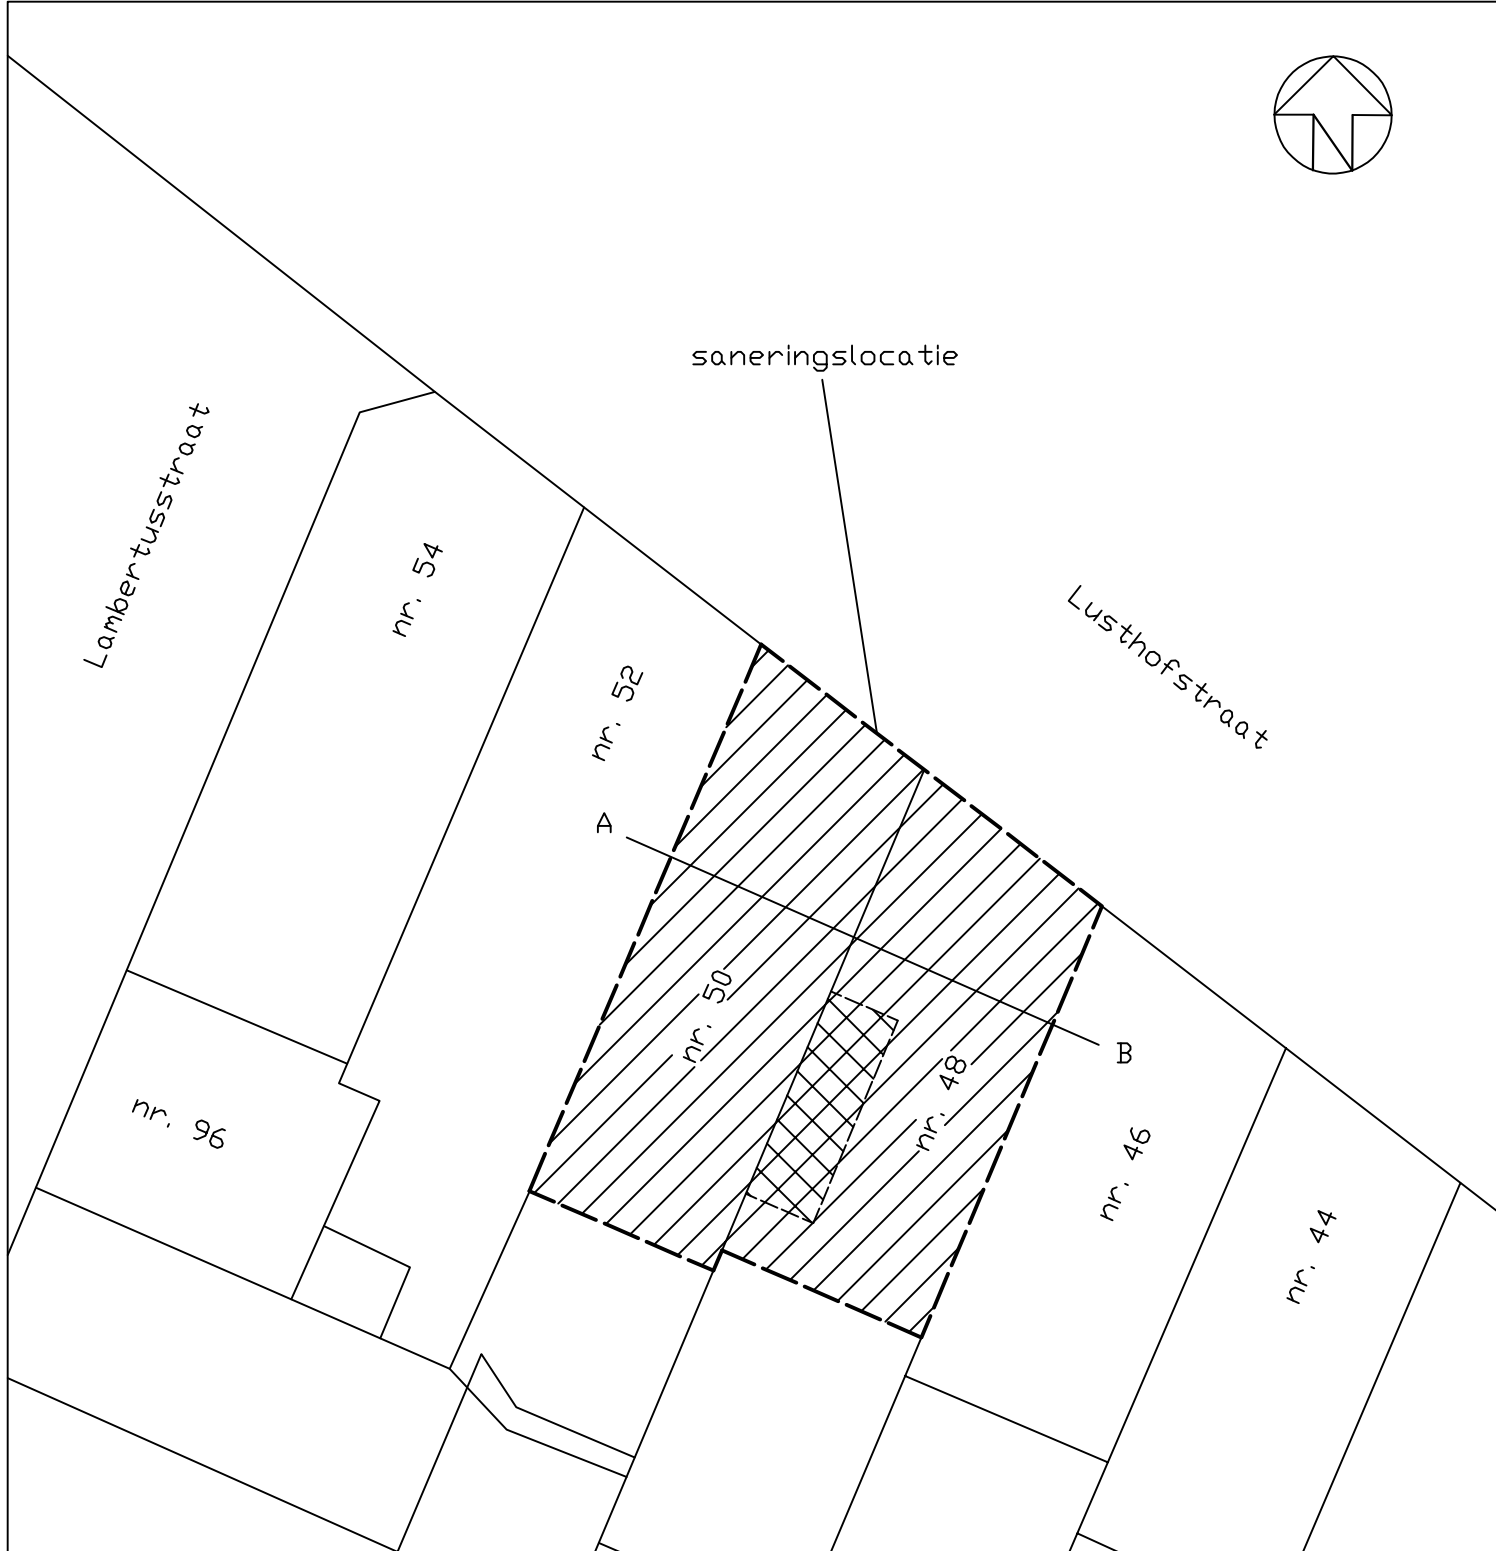 N
saneringslocatie
Lambertusstraat
nr. 54
Lusthofstraat
nr. 52
A
nr. 50
B
nr. 48
nr. 96
nr. 46
nr. 44